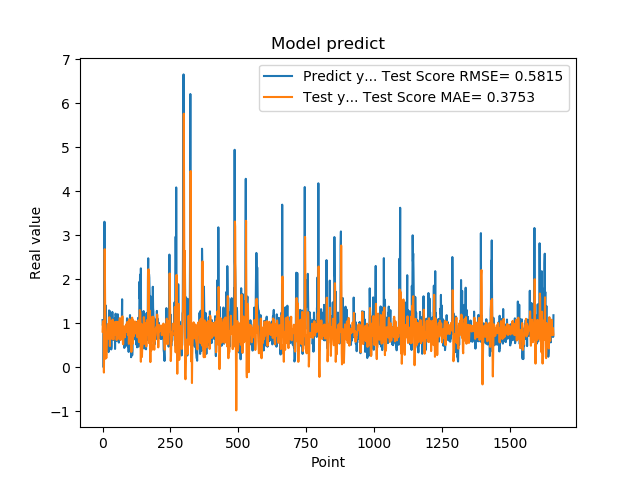 Model predict
Predict y... Test Score RMSE= 0.5815
Test y... Test Score MAE= 0.3753
7
6
5
4
3
2
1
0
−1
Real value
0 250 500 750 1000 1250 1500
Point